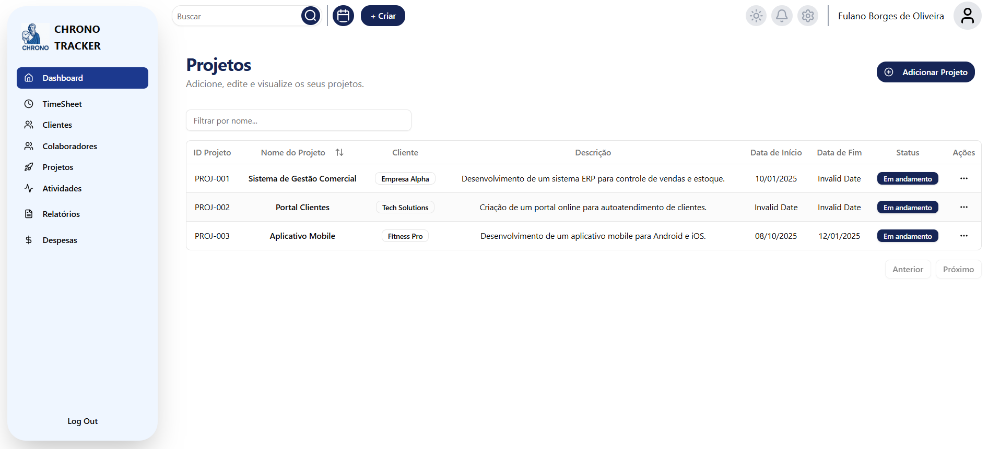 CHRONO
CHRONO
TRACKER
Dashboard
TimeSheet
Clientes
Colaboradores
Projetos
Atividades
Relatórios
Despesas
Log Out
Buscar
+ Criar
Fulano Borges de Oliveira
Projetos
Adicione, edite e visualize os seus projetos.
Adicionar Projeto
Filtrar por nome...
ID Projeto Nome do Projeto Cliente Descrição Data de Início Data de Fim Status Ações
PROJ-001 Sistema de Gestão Comercial Empresa Alpha Desenvolvimento de um sistema ERP para controle de vendas e estoque. 10/01/2025 Invalid Date Em andamento ···
PROJ-002 Portal Clientes Tech Solutions Criação de um portal online para autoatendimento de clientes. Invalid Date Invalid Date Em andamento ···
PROJ-003 Aplicativo Mobile Fitness Pro Desenvolvimento de um aplicativo mobile para Android e iOS. 08/10/2025 12/01/2025 Em andamento ···
Anterior Próximo